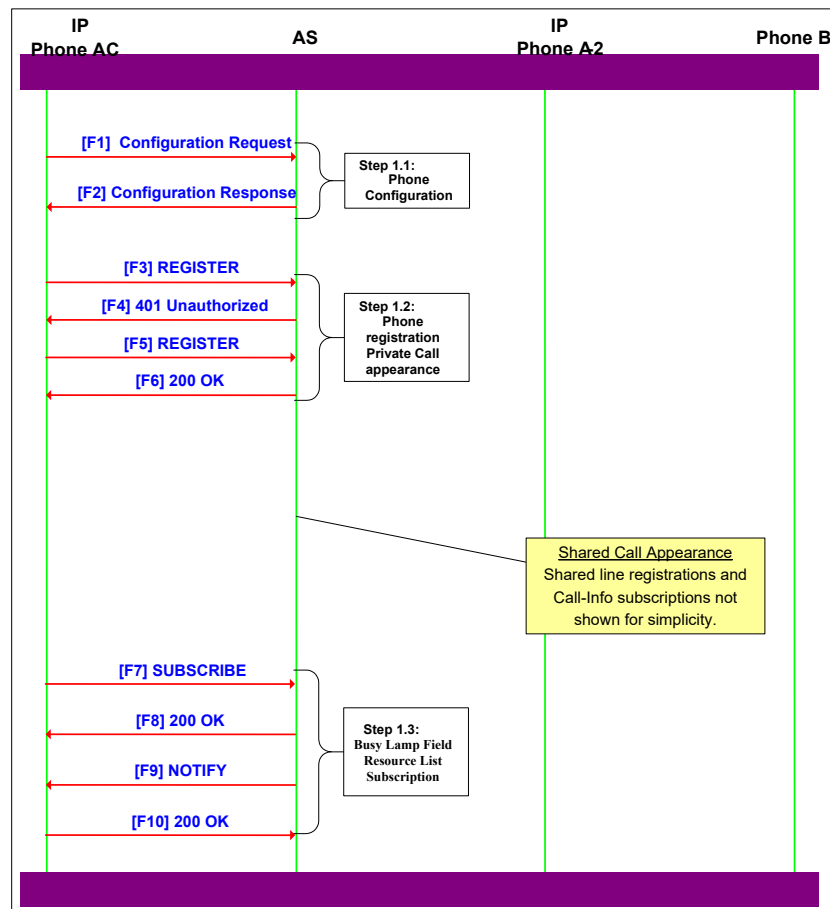 IP
Phone AC
AS
IP
Phone A-2
Phone B
[F1]  Configuration Request
Step 1.1:
Phone
Configuration
[F2] Configuration Response
[F3] REGISTER
[F4] 401 Unauthorized
Step 1.2:
Phone
registration
Private Call
appearance
[F5] REGISTER
[F6] 200 OK
Shared Call Appearance
Shared line registrations and
Call-Info subscriptions not
shown for simplicity.
[F7] SUBSCRIBE
[F8] 200 OK
Step 1.3:
Busy Lamp Field
Resource List
Subscription
[F9] NOTIFY
[F10] 200 OK